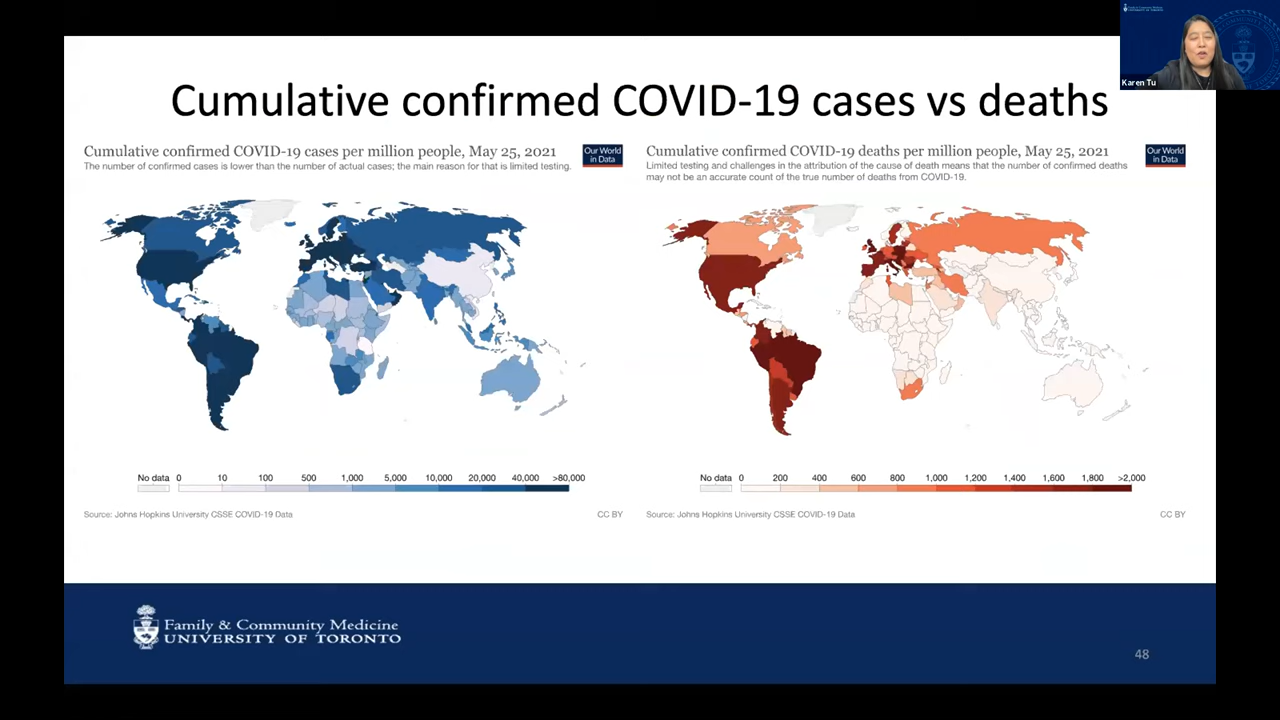 Cumulative confirmed COVID-19 cases vs deaths
Karen Tu
Cumulative confirmed COVID-19 cases per million people, May 25, 2021
The number of confirmed cases is lower than the number of actual cases; the main reason for that is limited testing.
Our World
in Data
Cumulative confirmed COVID-19 deaths per million people, May 25, 2021
Limited testing and challenges in the attribution of the cause of death means that the number of confirmed deaths
may not be an accurate count of the true number of deaths from COVID-19.
Our World
in Data
No data 0 10 100 500 1,000 5,000 10,000 20,000 40,000 >80,000
No data 0 200 400 600 800 1,000 1,200 1,400 1,600 1,800 >2,000
Source: Johns Hopkins University CSSE COVID-19 Data CC BY
Source: Johns Hopkins University CSSE COVID-19 Data CC BY
Family & Community Medicine
UNIVERSITY OF TORONTO
48